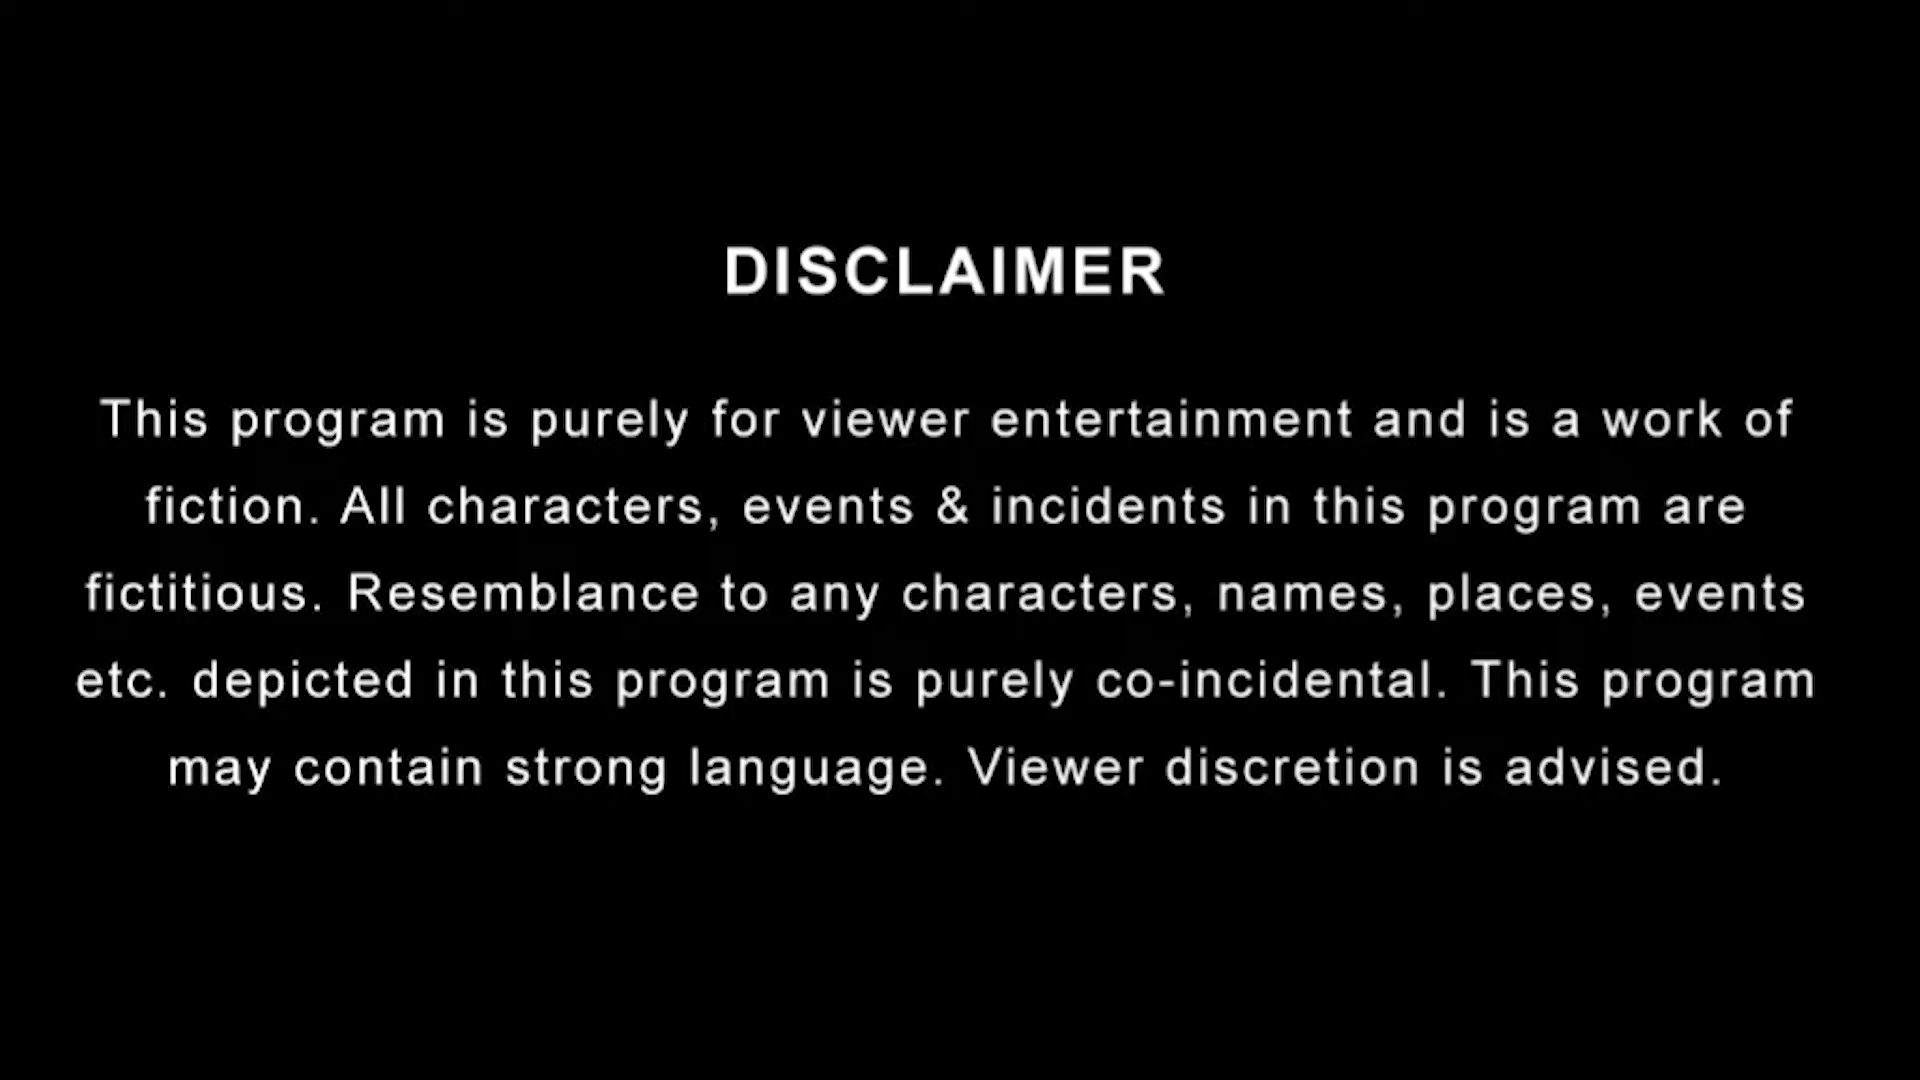 DISCLAIMER
This program is purely for viewer entertainment and is a work of
fiction. All characters, events & incidents in this program are
fictitious. Resemblance to any characters, names, places, events
etc. depicted in this program is purely co-incidental. This program
may contain strong language. Viewer discretion is advised.